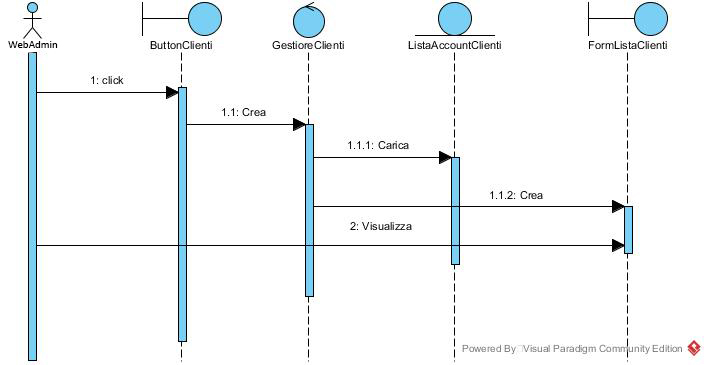 WebAdmin
ButtonClienti
GestioreClienti
ListaAccountClienti
FormListaClienti
1: click
1.1: Crea
1.1.1: Carica
1.1.2: Crea
2: Visualizza
Powered By Visual Paradigm Community Edition